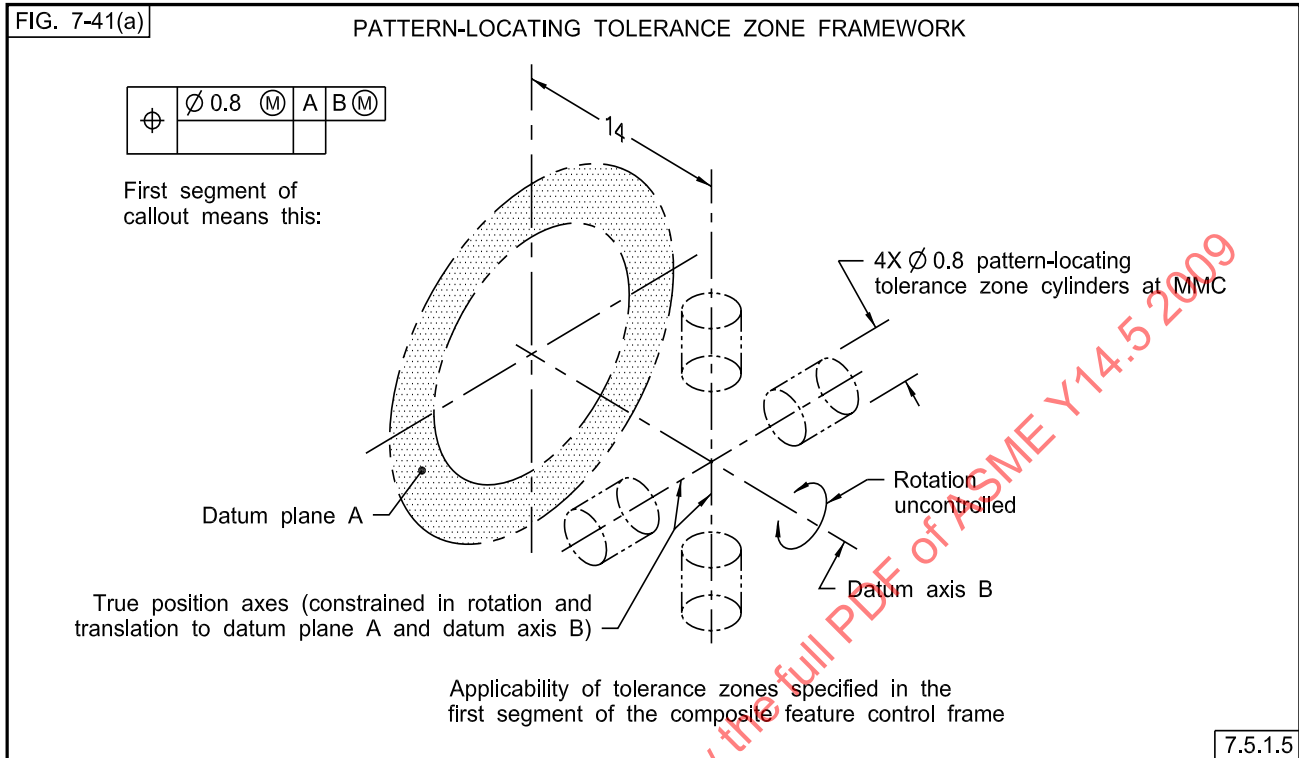 FIG. 7-41(a)
PATTERN-LOCATING TOLERANCE ZONE FRAMEWORK
⌖ Ø 0.8 Ⓜ A B Ⓜ
First segment of
callout means this:
14
4X Ø 0.8 pattern-locating
tolerance zone cylinders at MMC
Rotation
uncontrolled
Datum plane A
Datum axis B
True position axes (constrained in rotation and
translation to datum plane A and datum axis B)
Applicability of tolerance zones specified in the
first segment of the composite feature control frame
7.5.1.5
the full PDF of ASME Y14.5 2009